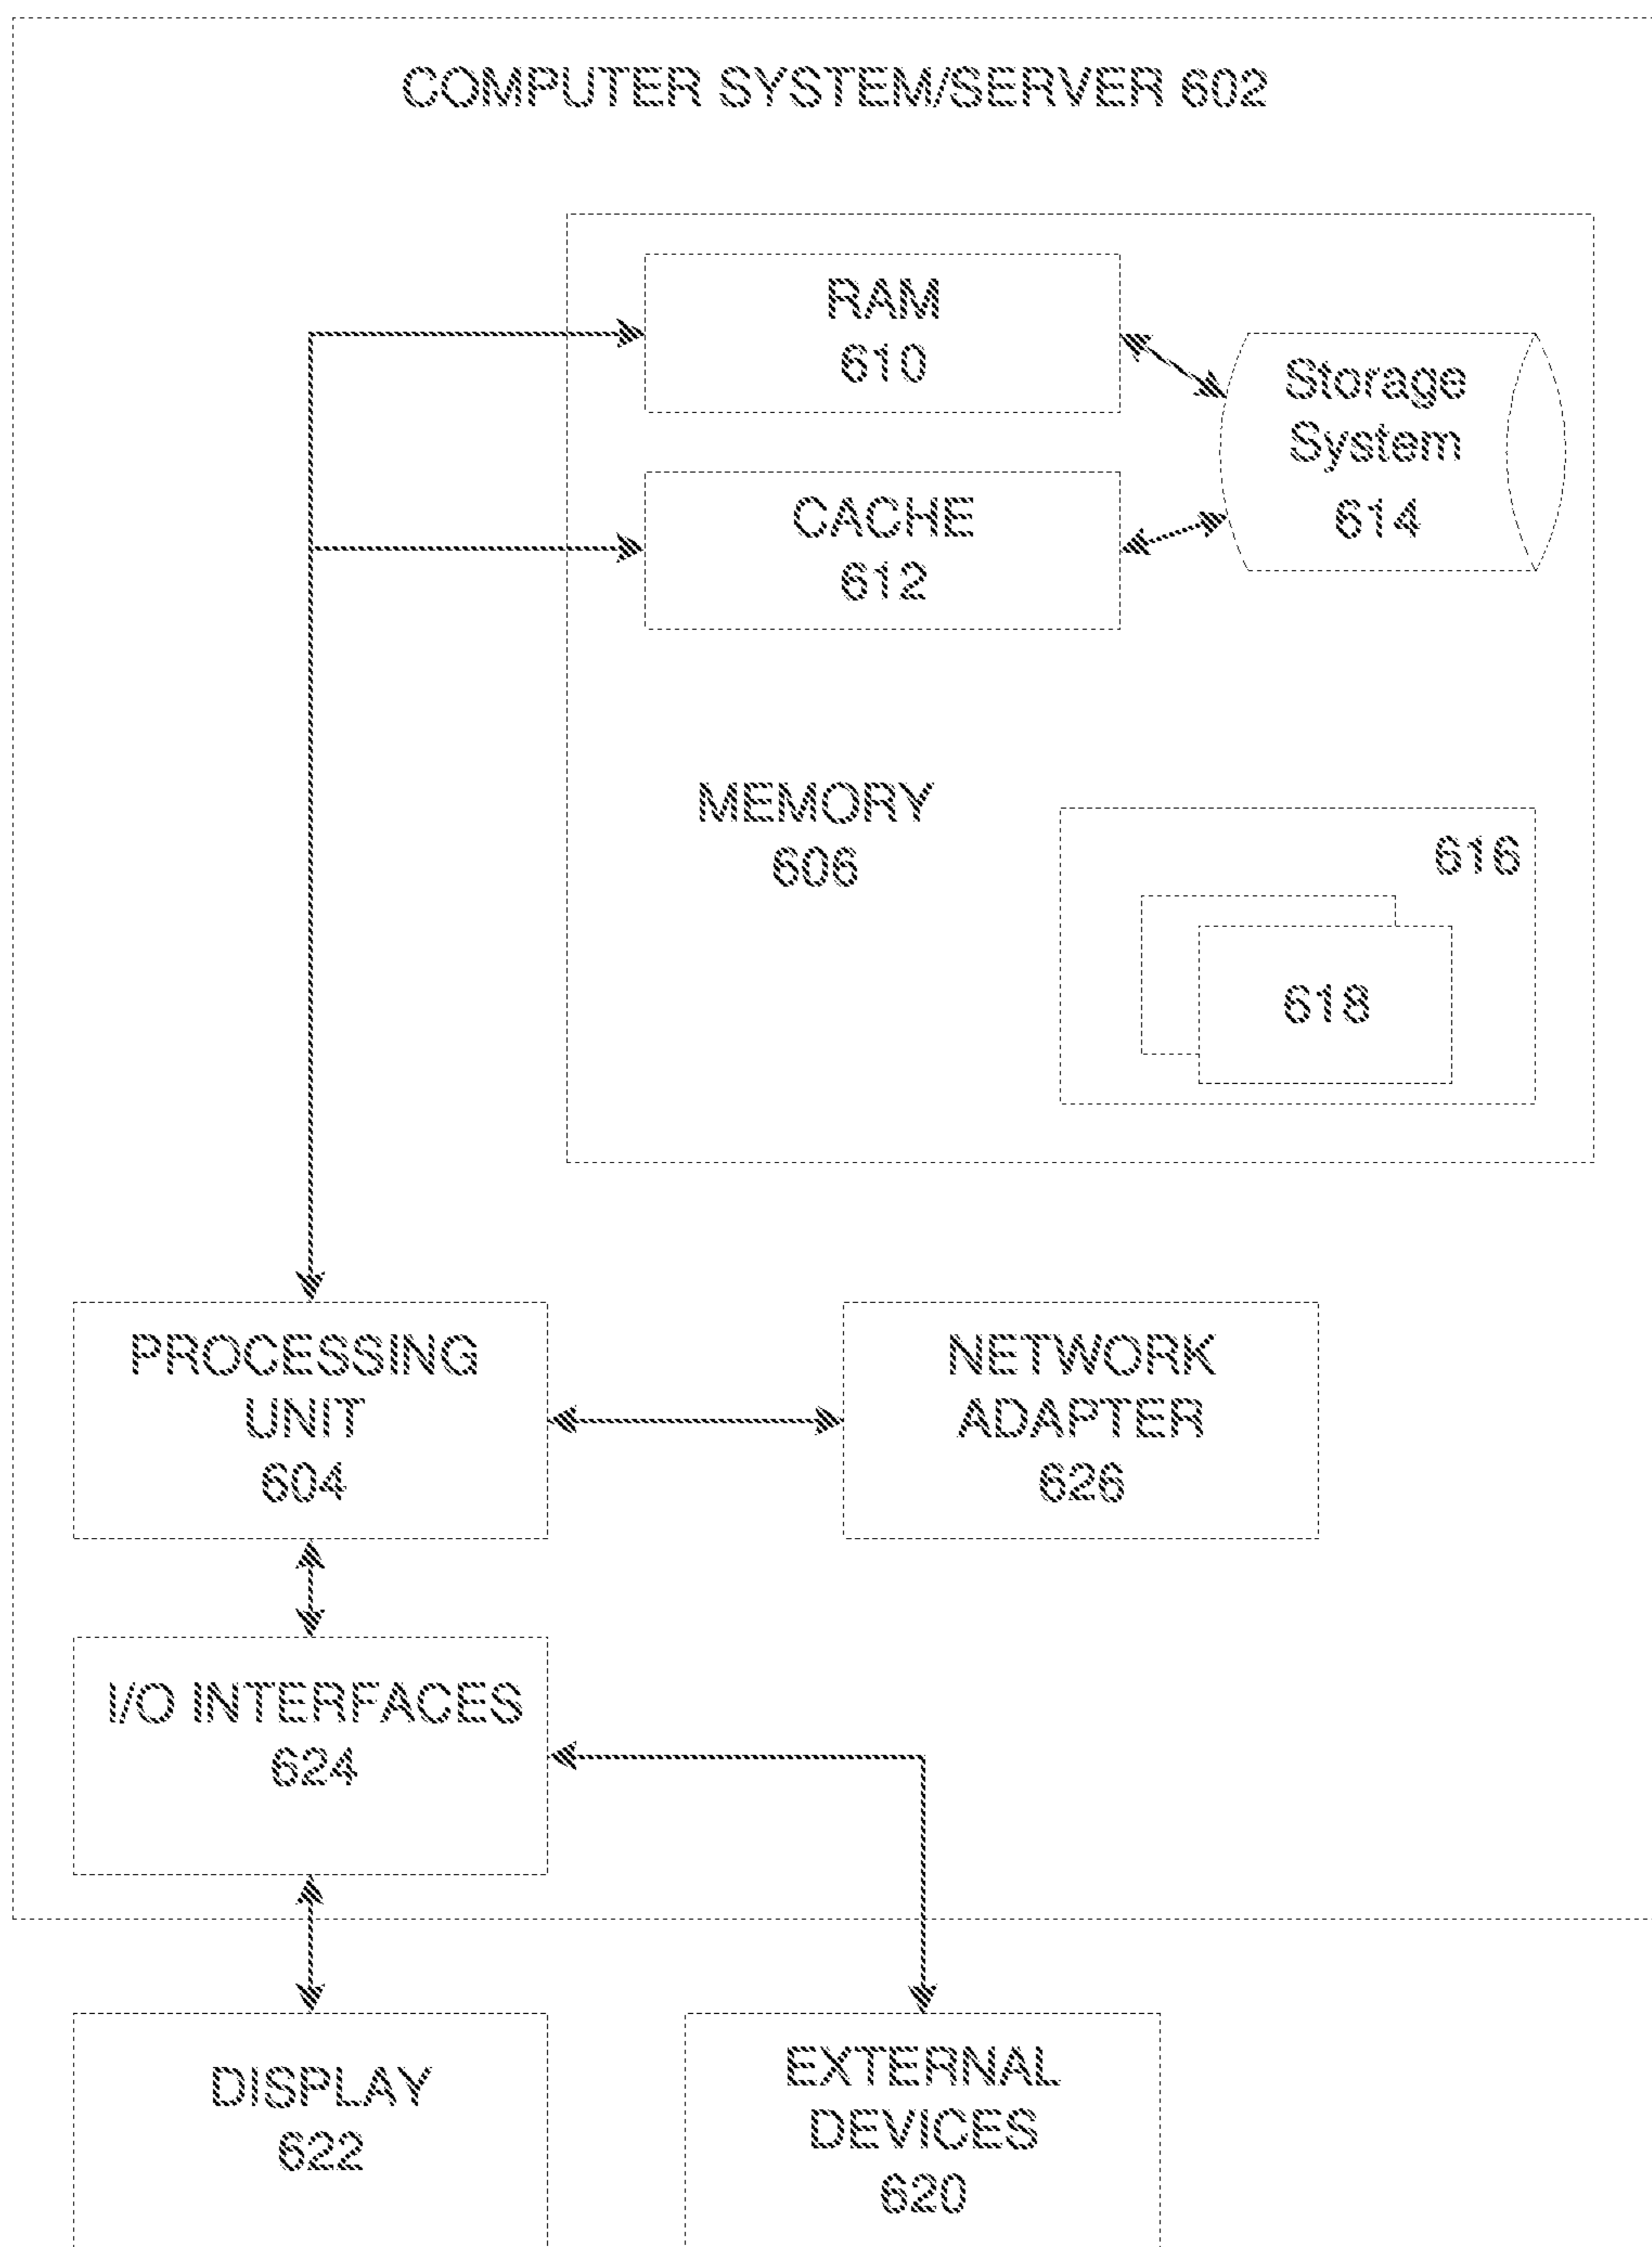 COMPUTER SYSTEM/SERVER 602
RAM
610
Storage
System
614
CACHE
612
MEMORY
606
616
618
PROCESSING
UNIT
604
NETWORK
ADAPTER
626
I/O INTERFACES
624
DISPLAY
622
EXTERNAL
DEVICES
620